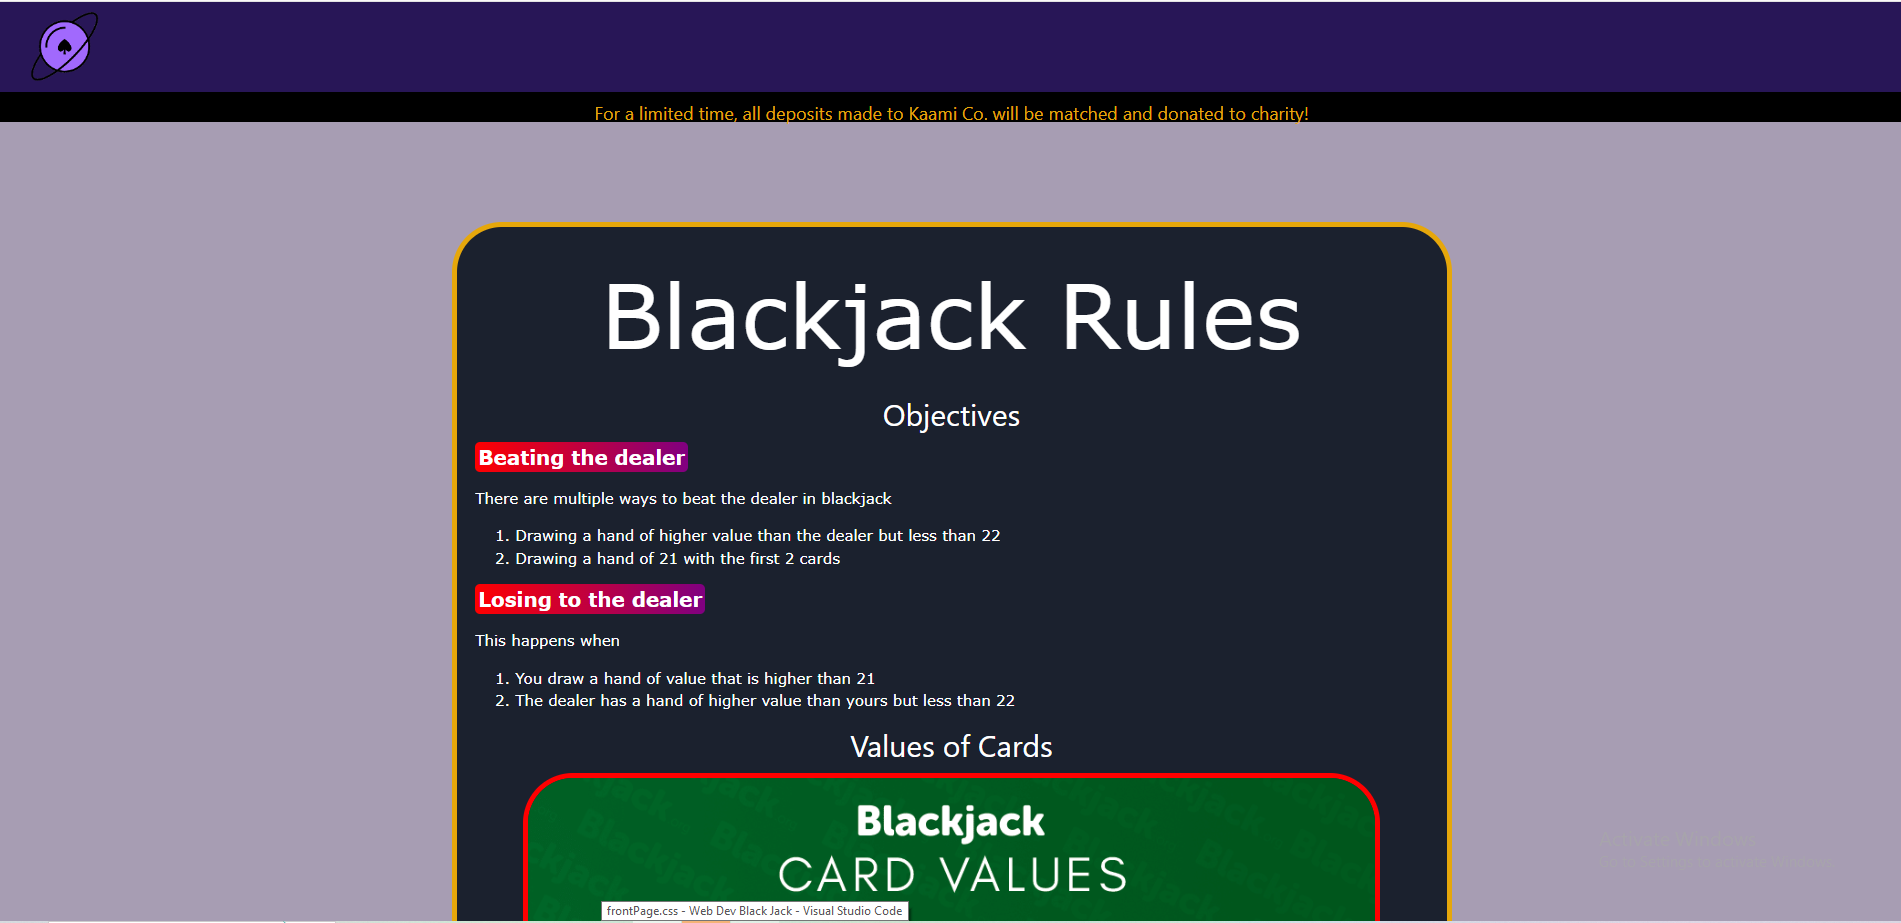 For a limited time, all deposits made to Kaami Co. will be matched and donated to charity!
Blackjack Rules
Objectives
Beating the dealer
There are multiple ways to beat the dealer in blackjack
1. Drawing a hand of higher value than the dealer but less than 22
2. Drawing a hand of 21 with the first 2 cards
Losing to the dealer
This happens when
1. You draw a hand of value that is higher than 21
2. The dealer has a hand of higher value than yours but less than 22
Values of Cards
Blackjack
CARD VALUES
Activate Windows
frontPage.css - Web Dev Black Jack - Visual Studio Code